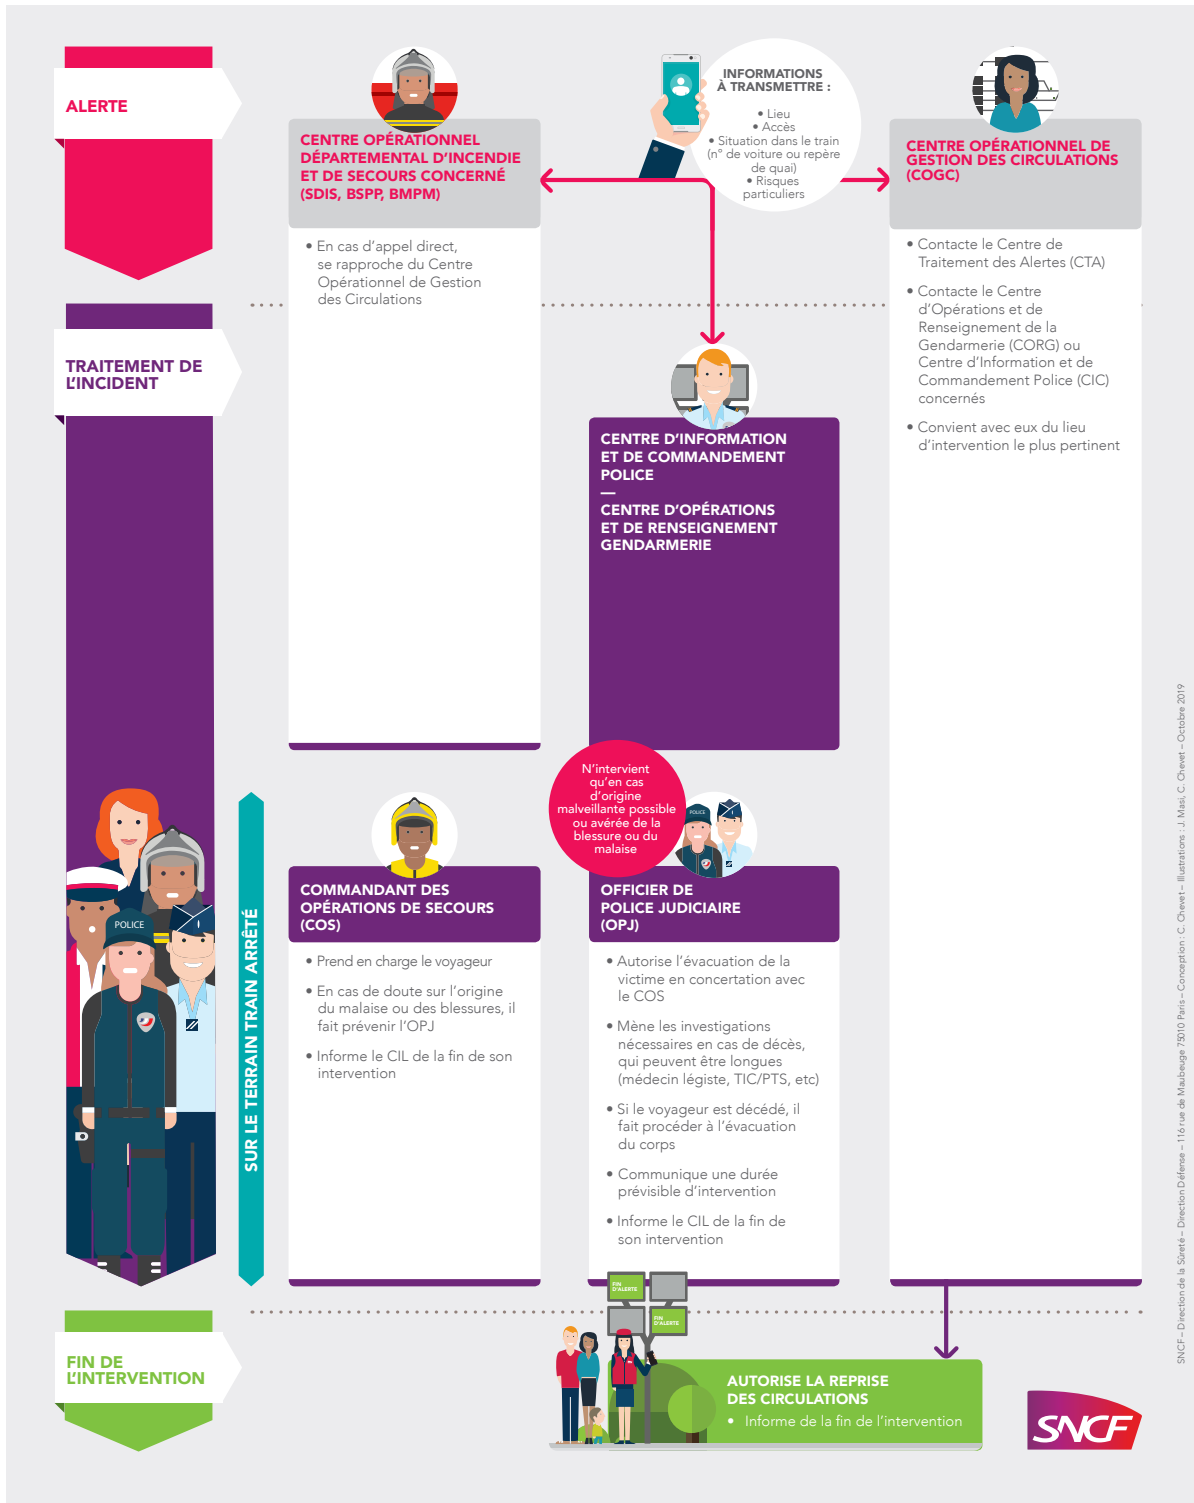 ALERTE
INFORMATIONS
À TRANSMETTRE :
• Lieu
• Accès
• Situation dans le train
(n° de voiture ou repère
de quai)
• Risques
particuliers
CENTRE OPÉRATIONNEL
DÉPARTEMENTAL D'INCENDIE
ET DE SECOURS CONCERNÉ
(SDIS, BSPP, BMPM)
• En cas d'appel direct,
se rapproche du Centre
Opérationnel de Gestion
des Circulations
CENTRE OPÉRATIONNEL DE
GESTION DES CIRCULATIONS
(COGC)
• Contacte le Centre de
Traitement des Alertes (CTA)
• Contacte le Centre
d'Opérations et de
Renseignement de la
Gendarmerie (CORG) ou
Centre d'Information et de
Commandement Police (CIC)
concernés
• Convient avec eux du lieu
d'intervention le plus pertinent
TRAITEMENT DE
L'INCIDENT
CENTRE D'INFORMATION
ET DE COMMANDEMENT
POLICE
—
CENTRE D'OPÉRATIONS
ET DE RENSEIGNEMENT
GENDARMERIE
N'intervient
qu'en cas
d'origine
malveillante possible
ou avérée de la
blessure ou du
malaise
POLICE
POLICE
SUR LE TERRAIN TRAIN ARRÊTÉ
COMMANDANT DES
OPÉRATIONS DE SECOURS
(COS)
• Prend en charge le voyageur
• En cas de doute sur l'origine
du malaise ou des blessures, il
fait prévenir l'OPJ
• Informe le CIL de la fin de son
intervention
OFFICIER DE
POLICE JUDICIAIRE
(OPJ)
• Autorise l'évacuation de la
victime en concertation avec
le COS
• Mène les investigations
nécessaires en cas de décès,
qui peuvent être longues
(médecin légiste, TIC/PTS, etc)
• Si le voyageur est décédé, il
fait procéder à l'évacuation
du corps
• Communique une durée
prévisible d'intervention
• Informe le CIL de la fin de
son intervention
FIN DE
L'INTERVENTION
FIN
D'ALERTE
FIN
D'ALERTE
AUTORISE LA REPRISE
DES CIRCULATIONS
• Informe de la fin de l'intervention
SNCF
SNCF – Direction de la Sûreté – Direction Défense – 116 rue de Maubeuge 75010 Paris – Conception : C. Chevet – Illustrations : J. Masi, C. Chevet – Octobre 2019